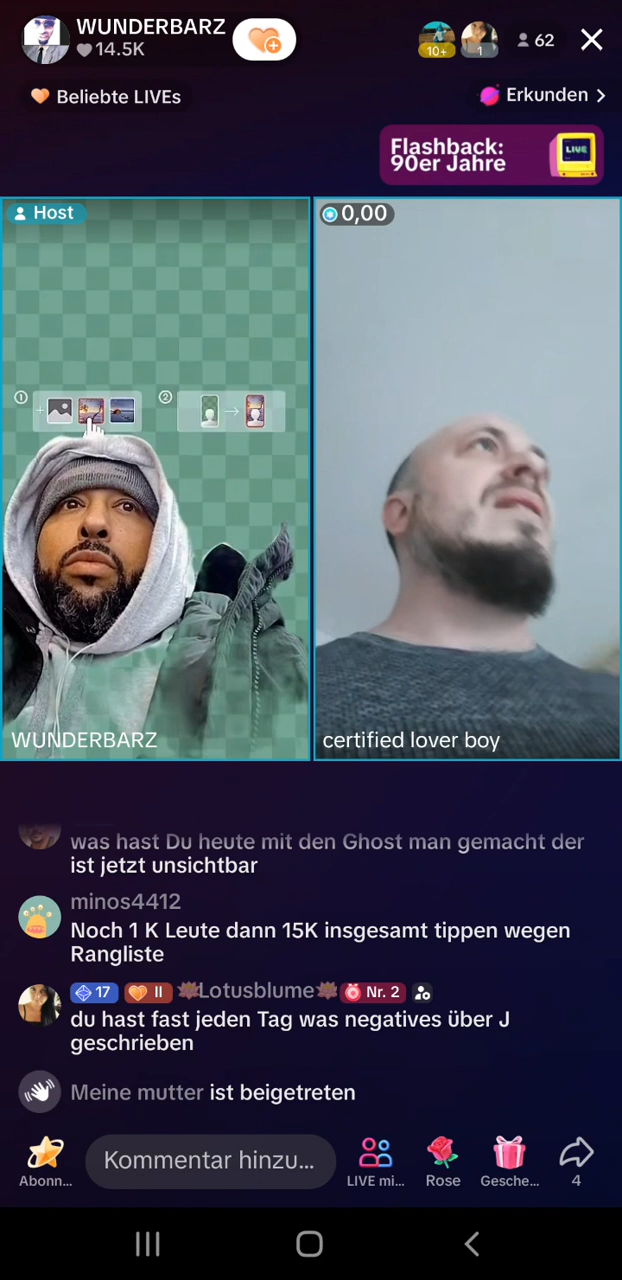 WUNDERBARZ
14.5K
10+
1
62
Beliebte LIVEs
Erkunden
Flashback:
90er Jahre
LIVE
Host
0,00
1
2
WUNDERBARZ
certified lover boy
was hast Du heute mit den Ghost man gemacht der
ist jetzt unsichtbar
minos4412
Noch 1 K Leute dann 15K insgesamt tippen wegen
Rangliste
17 II Lotusblume Nr. 2
du hast fast jeden Tag was negatives über J
geschrieben
Meine mutter ist beigetreten
Abonn...
Kommentar hinzu...
LIVE mi...
Rose
Gesche...
4